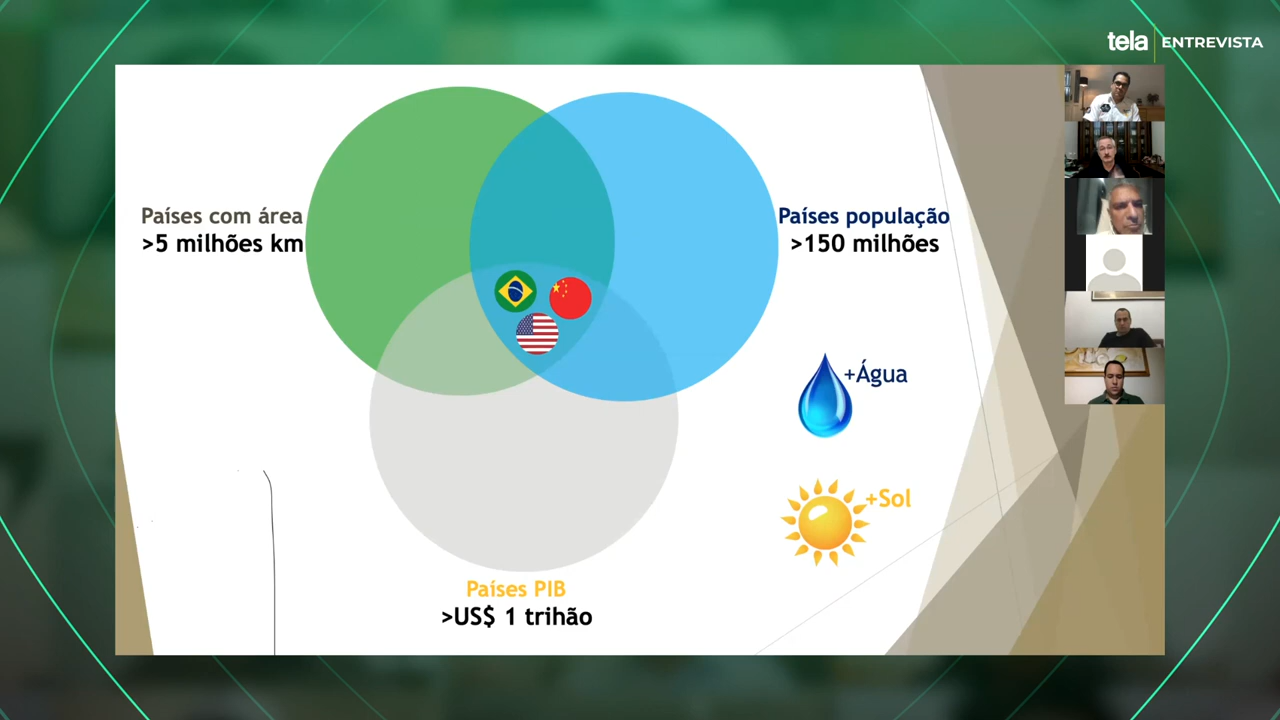 tela ENTREVISTA
Países com área
>5 milhões km
Países população
>150 milhões
+Água
+Sol
Países PIB
>US$ 1 trihão